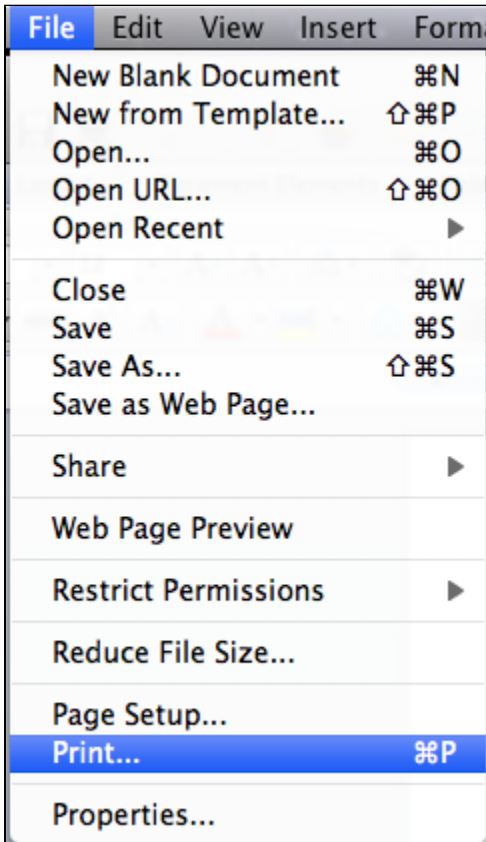 File Edit View Insert Forma
New Blank Document ⌘N
New from Template... ⇧⌘P
Open... ⌘O
Open URL... ⇧⌘O
Open Recent ▶
Close ⌘W
Save ⌘S
Save As... ⇧⌘S
Save as Web Page...
Share ▶
Web Page Preview
Restrict Permissions ▶
Reduce File Size...
Page Setup...
Print... ⌘P
Properties...